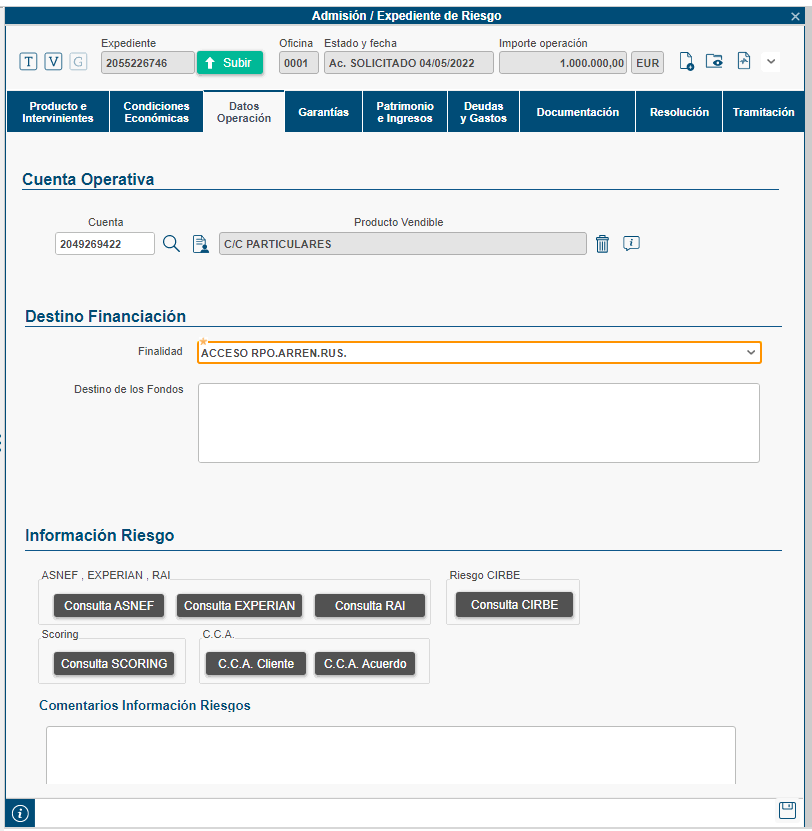 Admisión / Expediente de Riesgo
Expediente Oficina Estado y fecha Importe operación
T V G 2055226746 Subir 0001 Ac. SOLICITADO 04/05/2022 1.000.000,00 EUR
Producto e Intervinientes
Condiciones Económicas
Datos Operación
Garantías
Patrimonio e Ingresos
Deudas y Gastos
Documentación
Resolución
Tramitación
Cuenta Operativa
Cuenta Producto Vendible
2049269422 C/C PARTICULARES
Destino Financiación
Finalidad ACCESO RPO.ARREN.RUS.
Destino de los Fondos
Información Riesgo
ASNEF , EXPERIAN , RAI Riesgo CIRBE
Consulta ASNEF Consulta EXPERIAN Consulta RAI Consulta CIRBE
Scoring C.C.A.
Consulta SCORING C.C.A. Cliente C.C.A. Acuerdo
Comentarios Información Riesgos